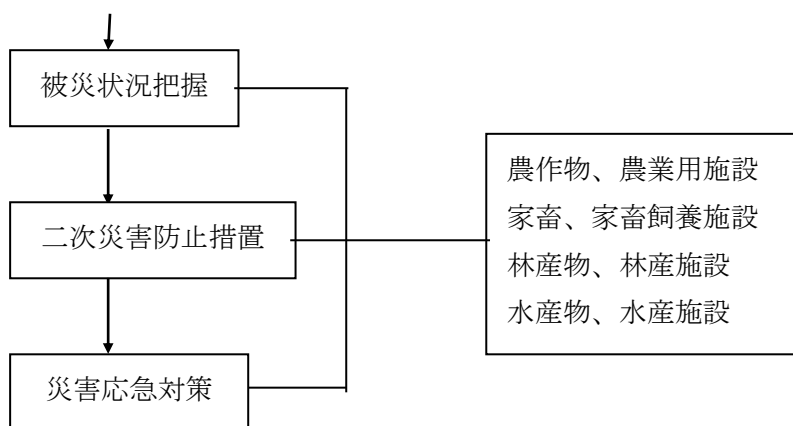 被災状況把握
二次災害防止措置
災害応急対策
農作物、農業用施設
家畜、家畜飼養施設
林産物、林産施設
水産物、水産施設